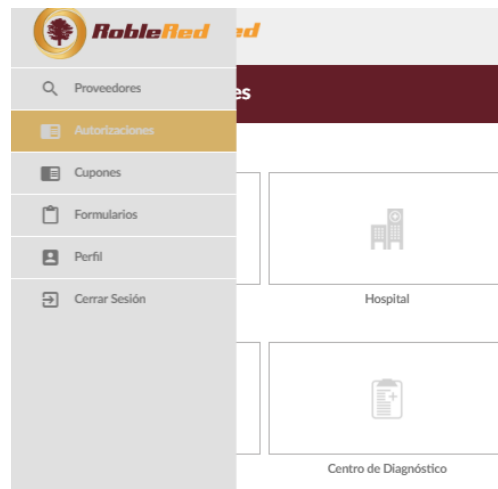 RobleRed ed
Proveedores
es
Autorizaciones
Cupones
Formularios
Perfil
Cerrar Sesión
Hospital
Centro de Diagnóstico